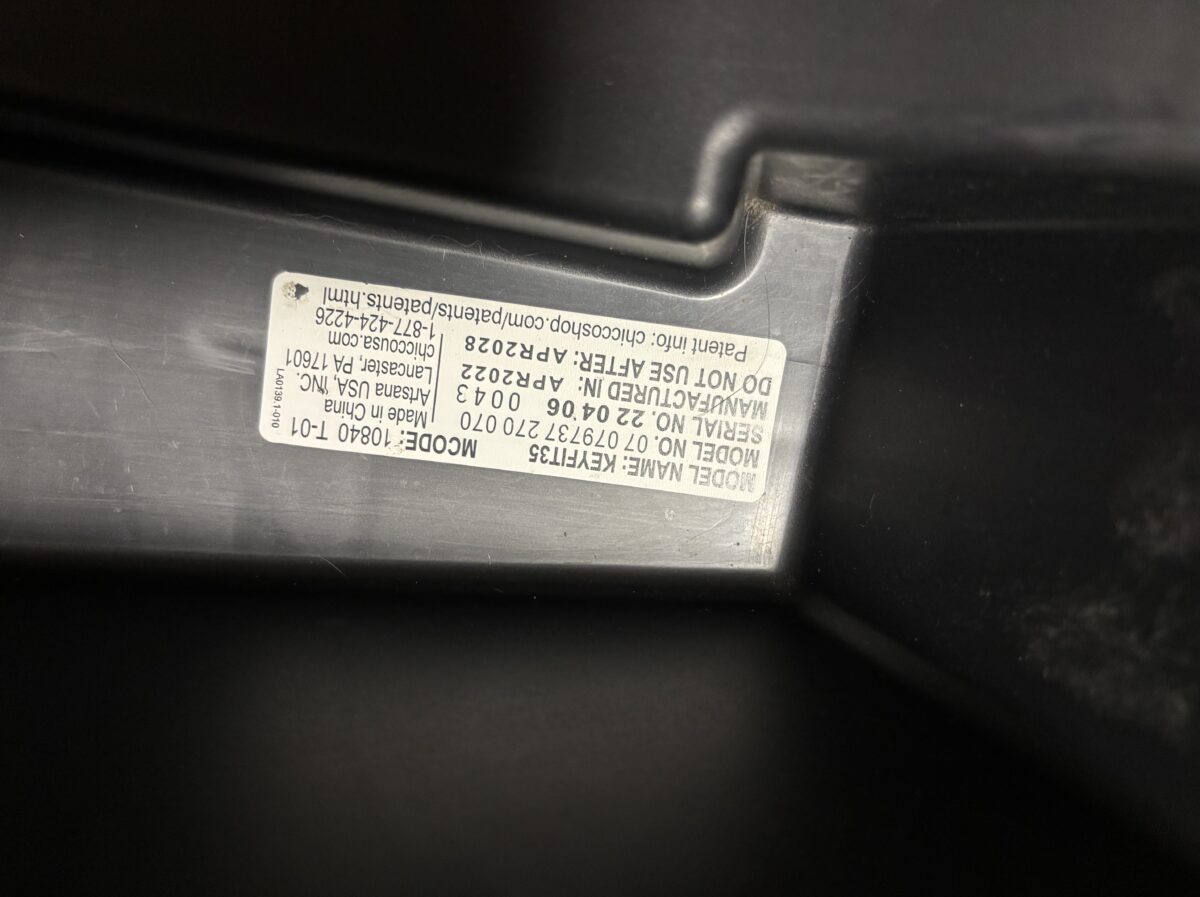 MODEL NAME: KEYFIT35 MCODE: 10840 T-01
MODEL NO. 07 079737 270 070
SERIAL NO. 22 04 06 0043
MANUFACTURED IN: APR2022
DO NOT USE AFTER: APR2028
Patent info: chiccoshop.com/patents/patents.html
Made in China
Artsana USA, INC.
Lancaster, PA 17601
chiccousa.com
1-877-424-4226
LA0139.1-010